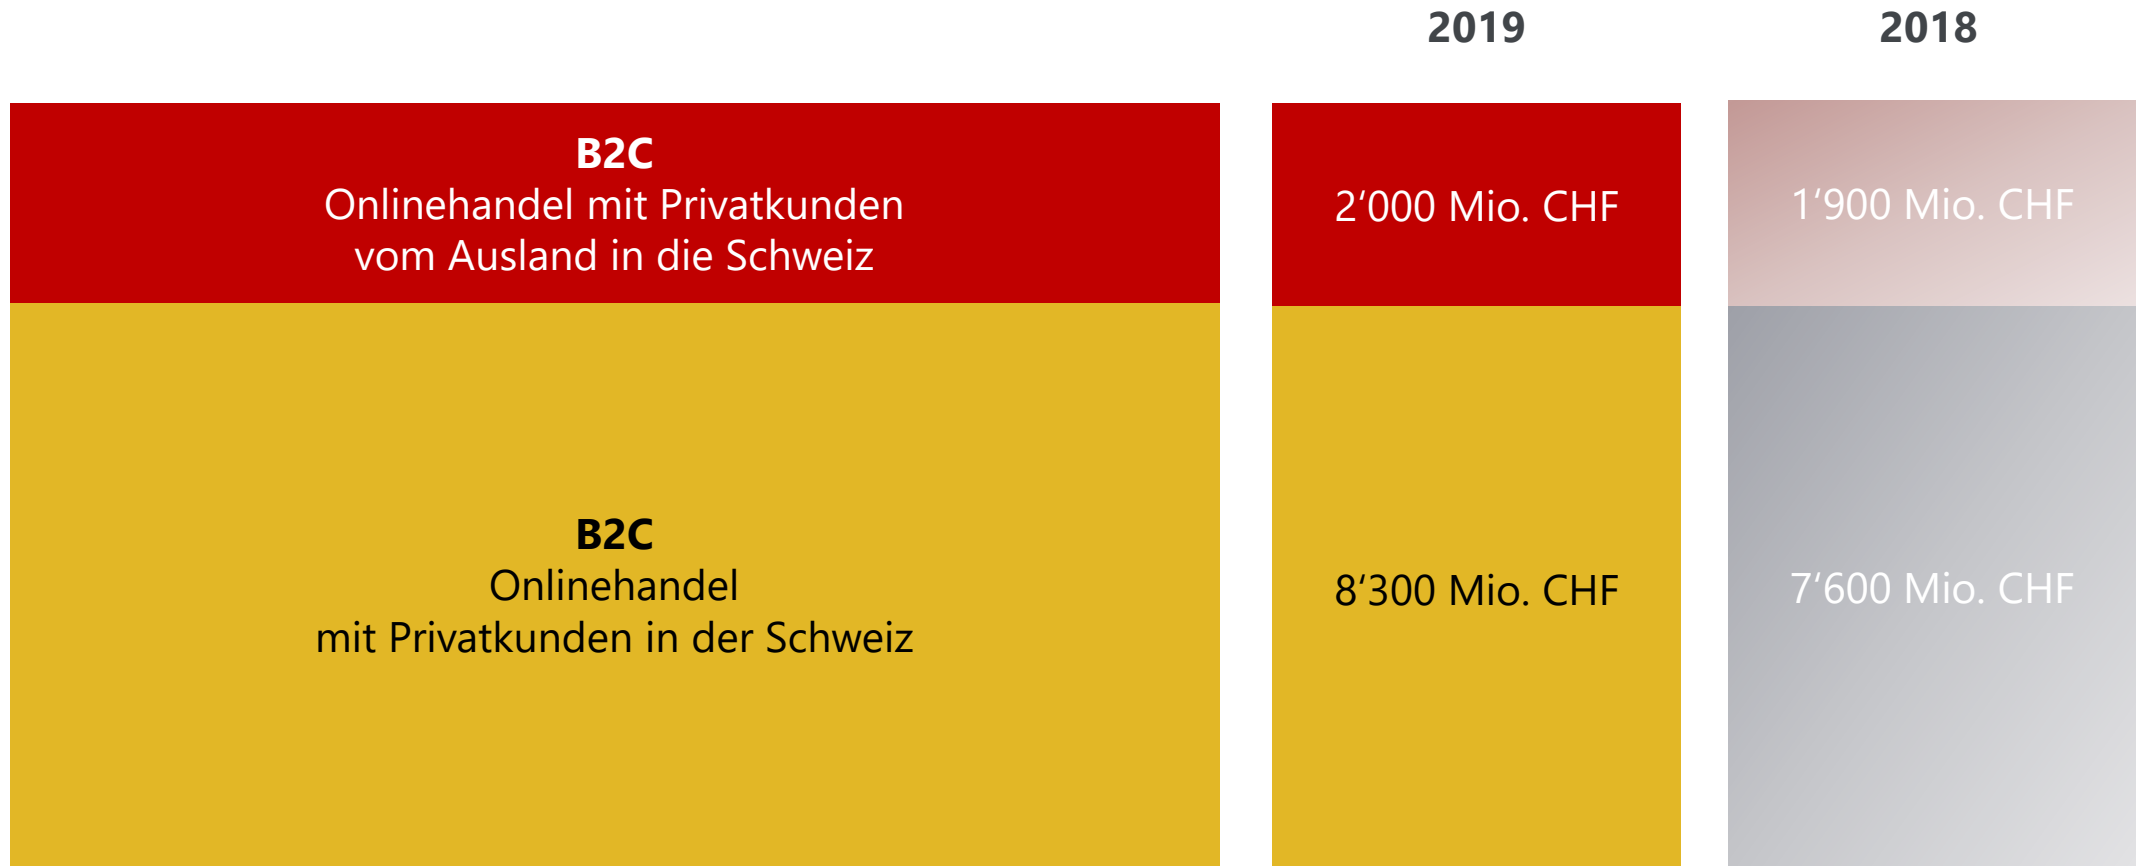 2019 2018
B2C
Onlinehandel mit Privatkunden
vom Ausland in die Schweiz
2‘000 Mio. CHF
1‘900 Mio. CHF
B2C
Onlinehandel
mit Privatkunden in der Schweiz
8‘300 Mio. CHF
7‘600 Mio. CHF